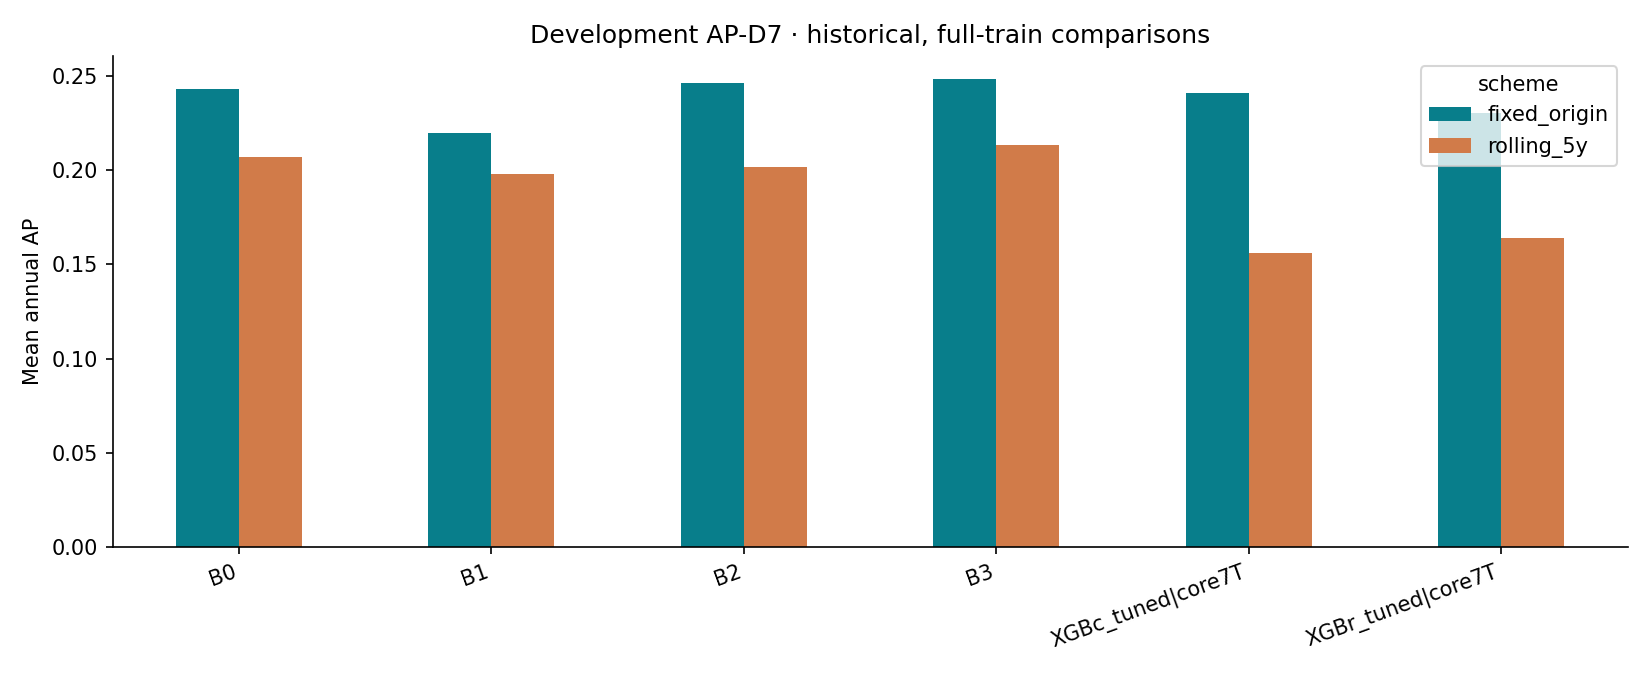 Development AP-D7 · historical, full-train comparisons
scheme
fixed_origin
rolling_5y
Mean annual AP
0.25
0.20
0.15
0.10
0.05
0.00
B0
B1
B2
B3
XGBc_tuned|core7T
XGBr_tuned|core7T